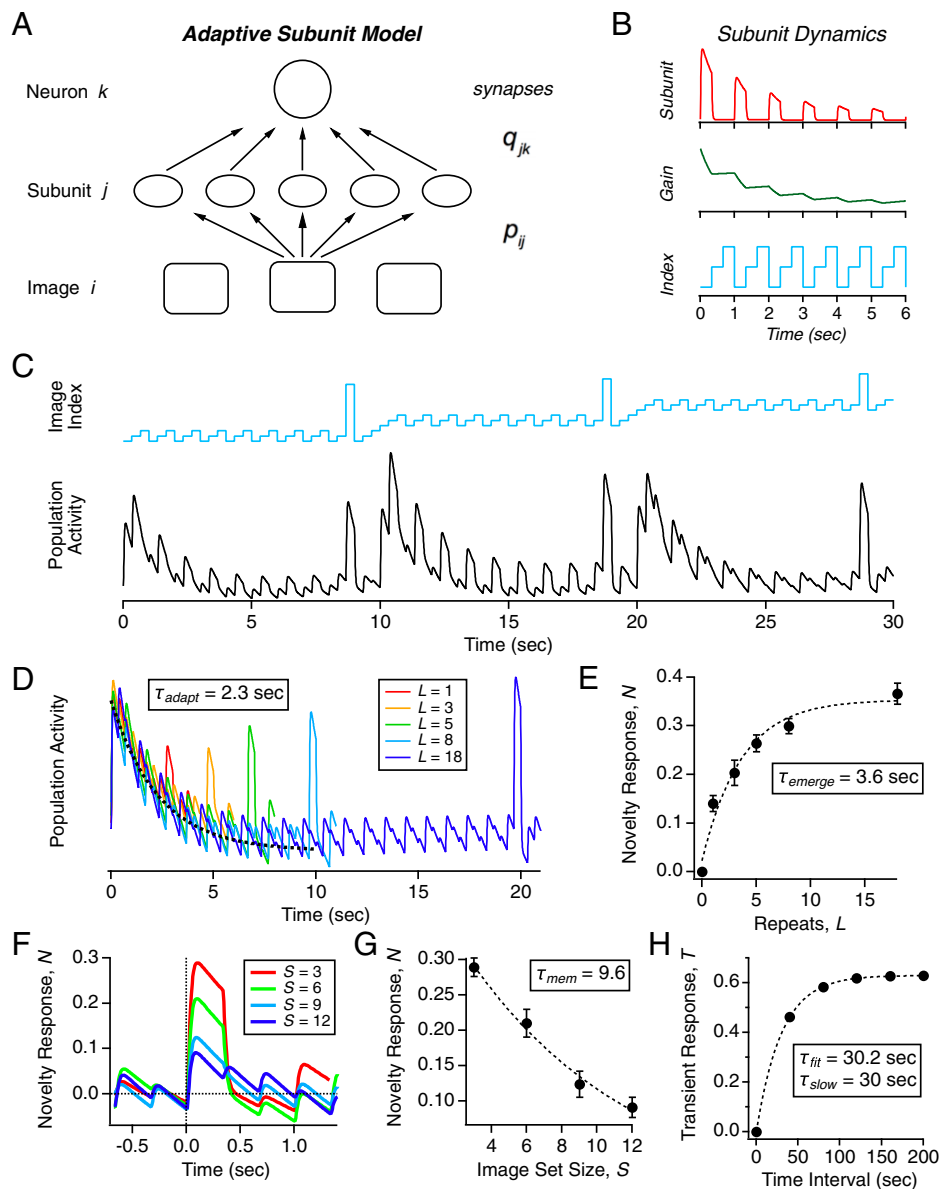 A
Adaptive Subunit Model
Neuron k
synapses
q_jk
Subunit j
p_ij
Image i
B
Subunit Dynamics
Subunit
Gain
Index
0 1 2 3 4 5 6
Time (sec)
C
Image
Index
Population
Activity
0 5 10 15 20 25 30
Time (sec)
D
Population Activity
τadapt = 2.3 sec
L = 1
L = 3
L = 5
L = 8
L = 18
0 5 10 15 20
Time (sec)
E
Novelty Response, N
0.4
0.3
0.2
0.1
0.0
τemerge = 3.6 sec
0 5 10 15
Repeats, L
F
Novelty Response, N
0.3
0.2
0.1
0.0
S = 3
S = 6
S = 9
S = 12
-0.5 0.0 0.5 1.0
Time (sec)
G
Novelty Response, N
0.30
0.25
0.20
0.15
0.10
τmem = 9.6
4 6 8 10 12
Image Set Size, S
H
Transient Response, T
0.6
0.4
0.2
0.0
τfit = 30.2 sec
τslow = 30 sec
0 50 100 150 200
Time Interval (sec)